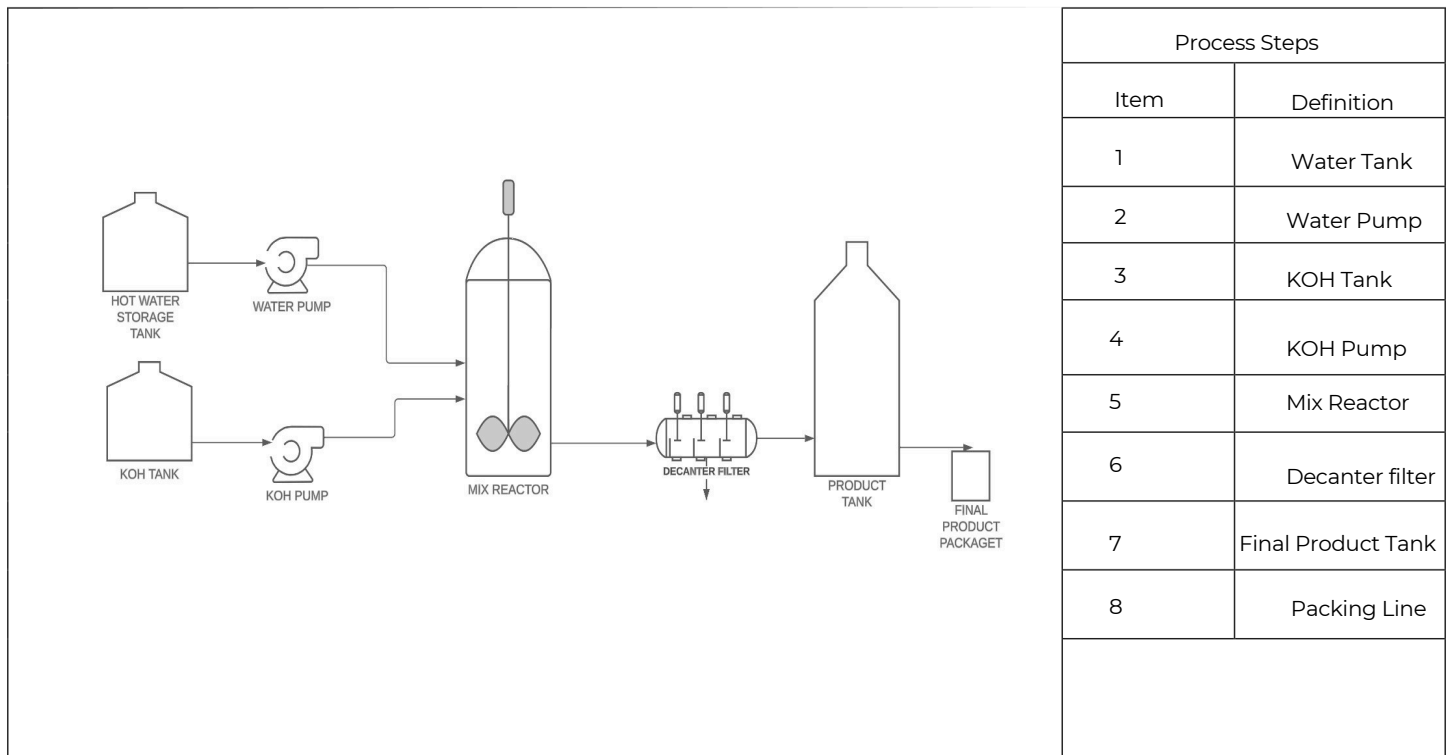 HOT WATER
STORAGE
TANK
WATER PUMP
KOH TANK
KOH PUMP
MIX REACTOR
DECANTER FILTER
PRODUCT
TANK
FINAL
PRODUCT
PACKAGET
Process Steps
Item Definition
1 Water Tank
2 Water Pump
3 KOH Tank
4 KOH Pump
5 Mix Reactor
6 Decanter filter
7 Final Product Tank
8 Packing Line